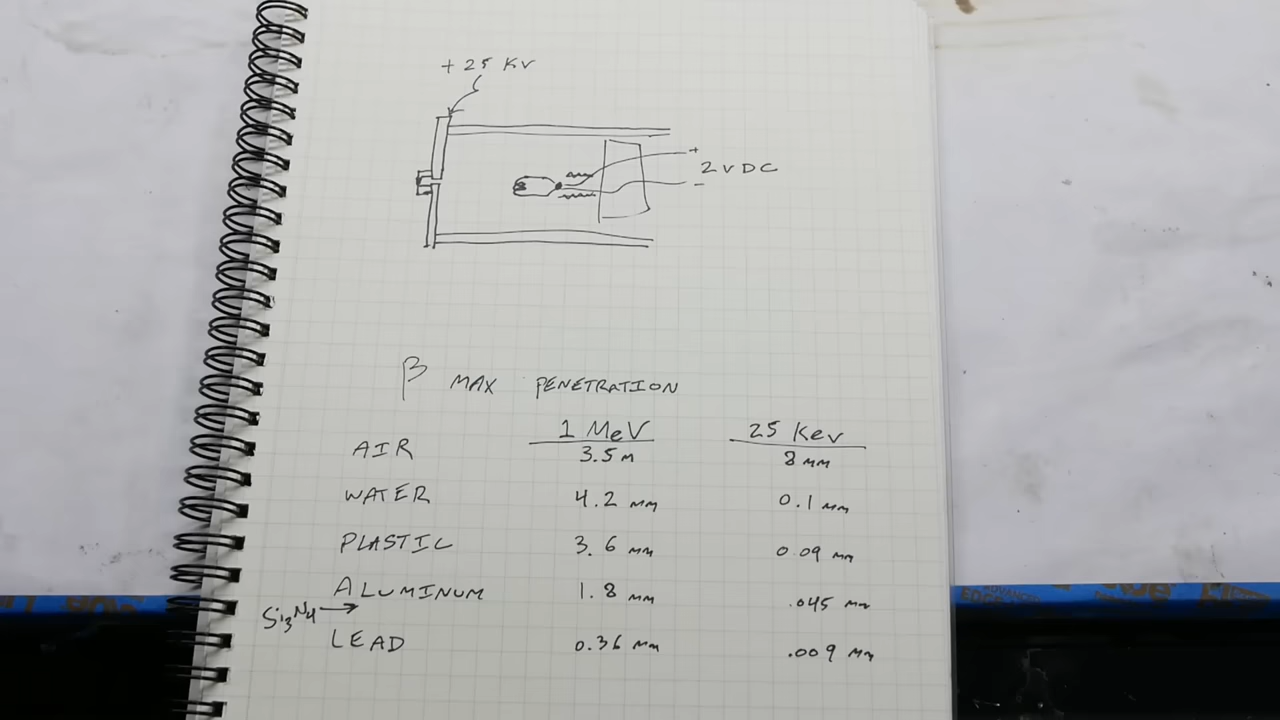 + 25 KV
+
2 V DC
-
β MAX PENETRATION
1 MeV 25 Kev
AIR 3.5 m 8 mm
WATER 4.2 mm 0.1 mm
PLASTIC 3.6 mm 0.09 mm
ALUMINUM 1.8 mm .045 mm
Si3N4 →
LEAD 0.36 mm .009 mm